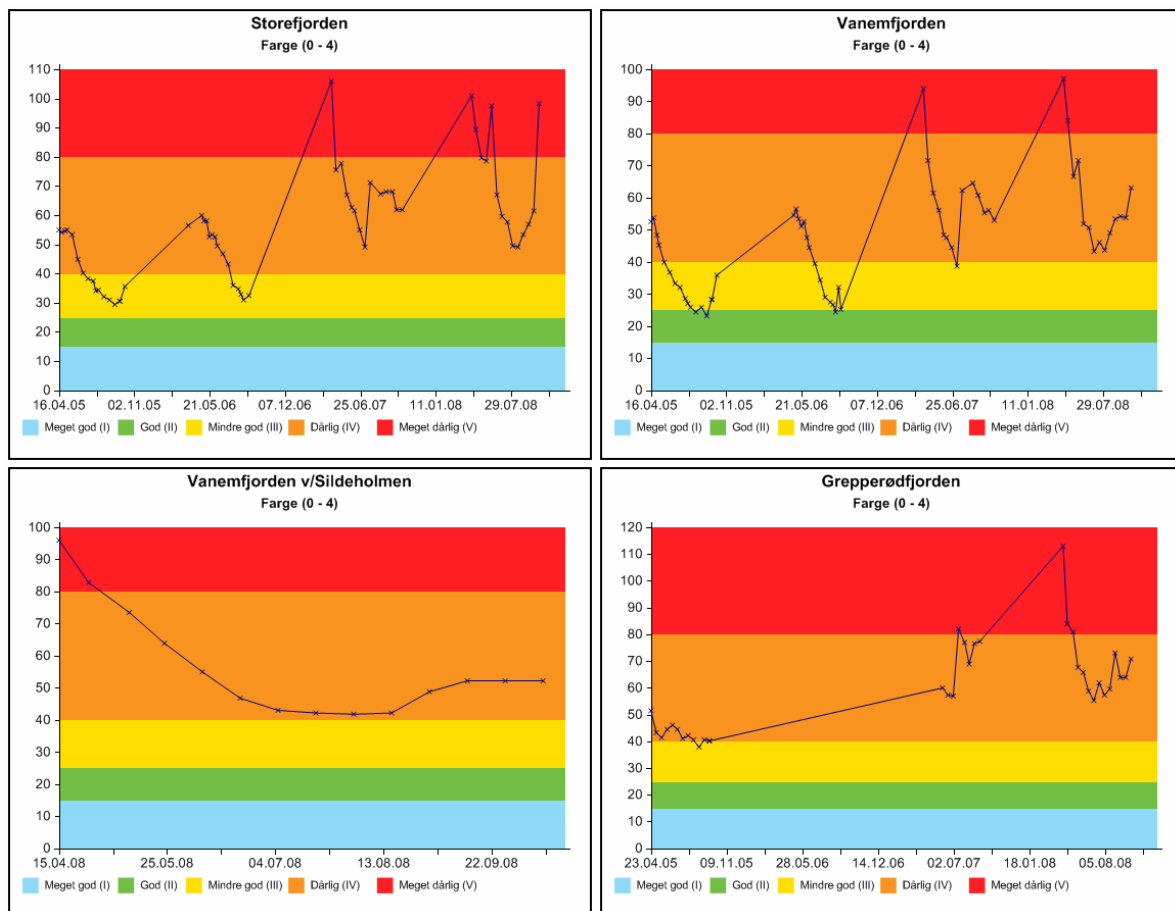 Storefjorden
Farge (0 - 4)
110
100
90
80
70
60
50
40
30
20
10
0
16.04.05 02.11.05 21.05.06 07.12.06 25.06.07 11.01.08 29.07.08
Meget god (I) God (II) Mindre god (III) Dårlig (IV) Meget dårlig (V)
Vanemfjorden
Farge (0 - 4)
100
90
80
70
60
50
40
30
20
10
0
16.04.05 02.11.05 21.05.06 07.12.06 25.06.07 11.01.08 29.07.08
Meget god (I) God (II) Mindre god (III) Dårlig (IV) Meget dårlig (V)
Vanemfjorden v/Sildeholmen
Farge (0 - 4)
100
90
80
70
60
50
40
30
20
10
0
15.04.08 25.05.08 04.07.08 13.08.08 22.09.08
Meget god (I) God (II) Mindre god (III) Dårlig (IV) Meget dårlig (V)
Grepperødfjorden
Farge (0 - 4)
120
110
100
90
80
70
60
50
40
30
20
10
0
23.04.05 09.11.05 28.05.06 14.12.06 02.07.07 18.01.08 05.08.08
Meget god (I) God (II) Mindre god (III) Dårlig (IV) Meget dårlig (V)